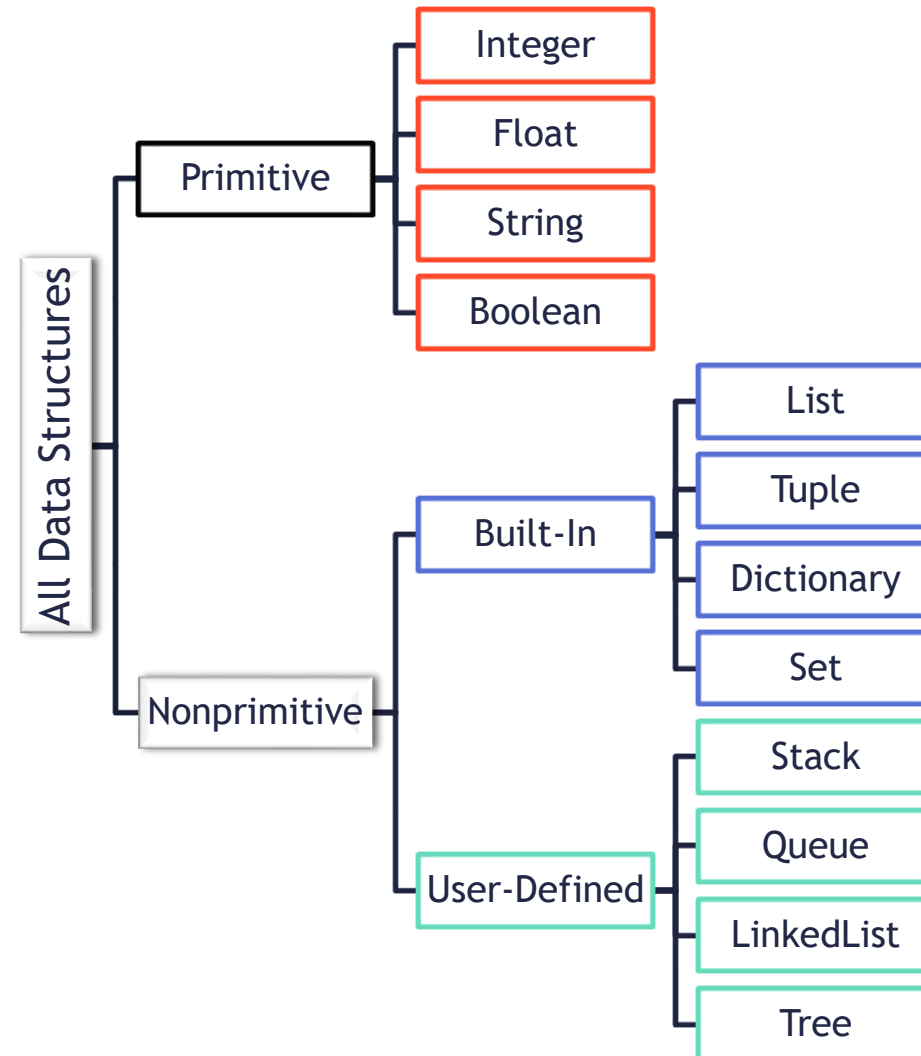 All Data Structures
Primitive
Integer
Float
String
Boolean
Nonprimitive
Built-In
List
Tuple
Dictionary
Set
User-Defined
Stack
Queue
LinkedList
Tree